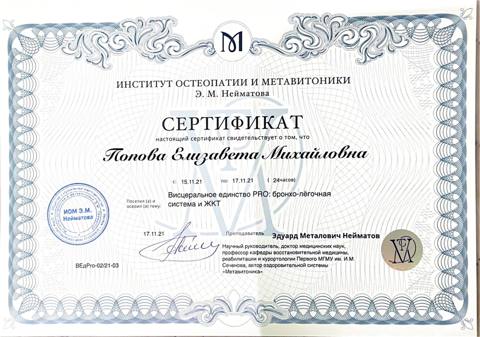 М
ИНСТИТУТ ОСТЕОПАТИИ И МЕТАВИТОНИКИ
Э. М. Нейматова
СЕРТИФИКАТ
настоящий сертификат свидетельствует о том, что
Попова Елизавета Михайловна
с: 15.11.21 по: 17.11.21 ( 24часов)
Посетил (а) и
освоил (а) тему:
Висцеральное единство PRO: бронхо-лёгочная
система и ЖКТ
ИОМ Э.М.
Нейматова
17.11.21
Преподаватель Эдуард Металович Нейматов
Научный руководитель, доктор медицинских наук,
профессор кафедры восстановительной медицины,
реабилитации и курортологии Первого МГМУ им. И.М.
Сеченова, автор оздоровительной системы
«Метавитоника»
ВЕдPro-02/21-03